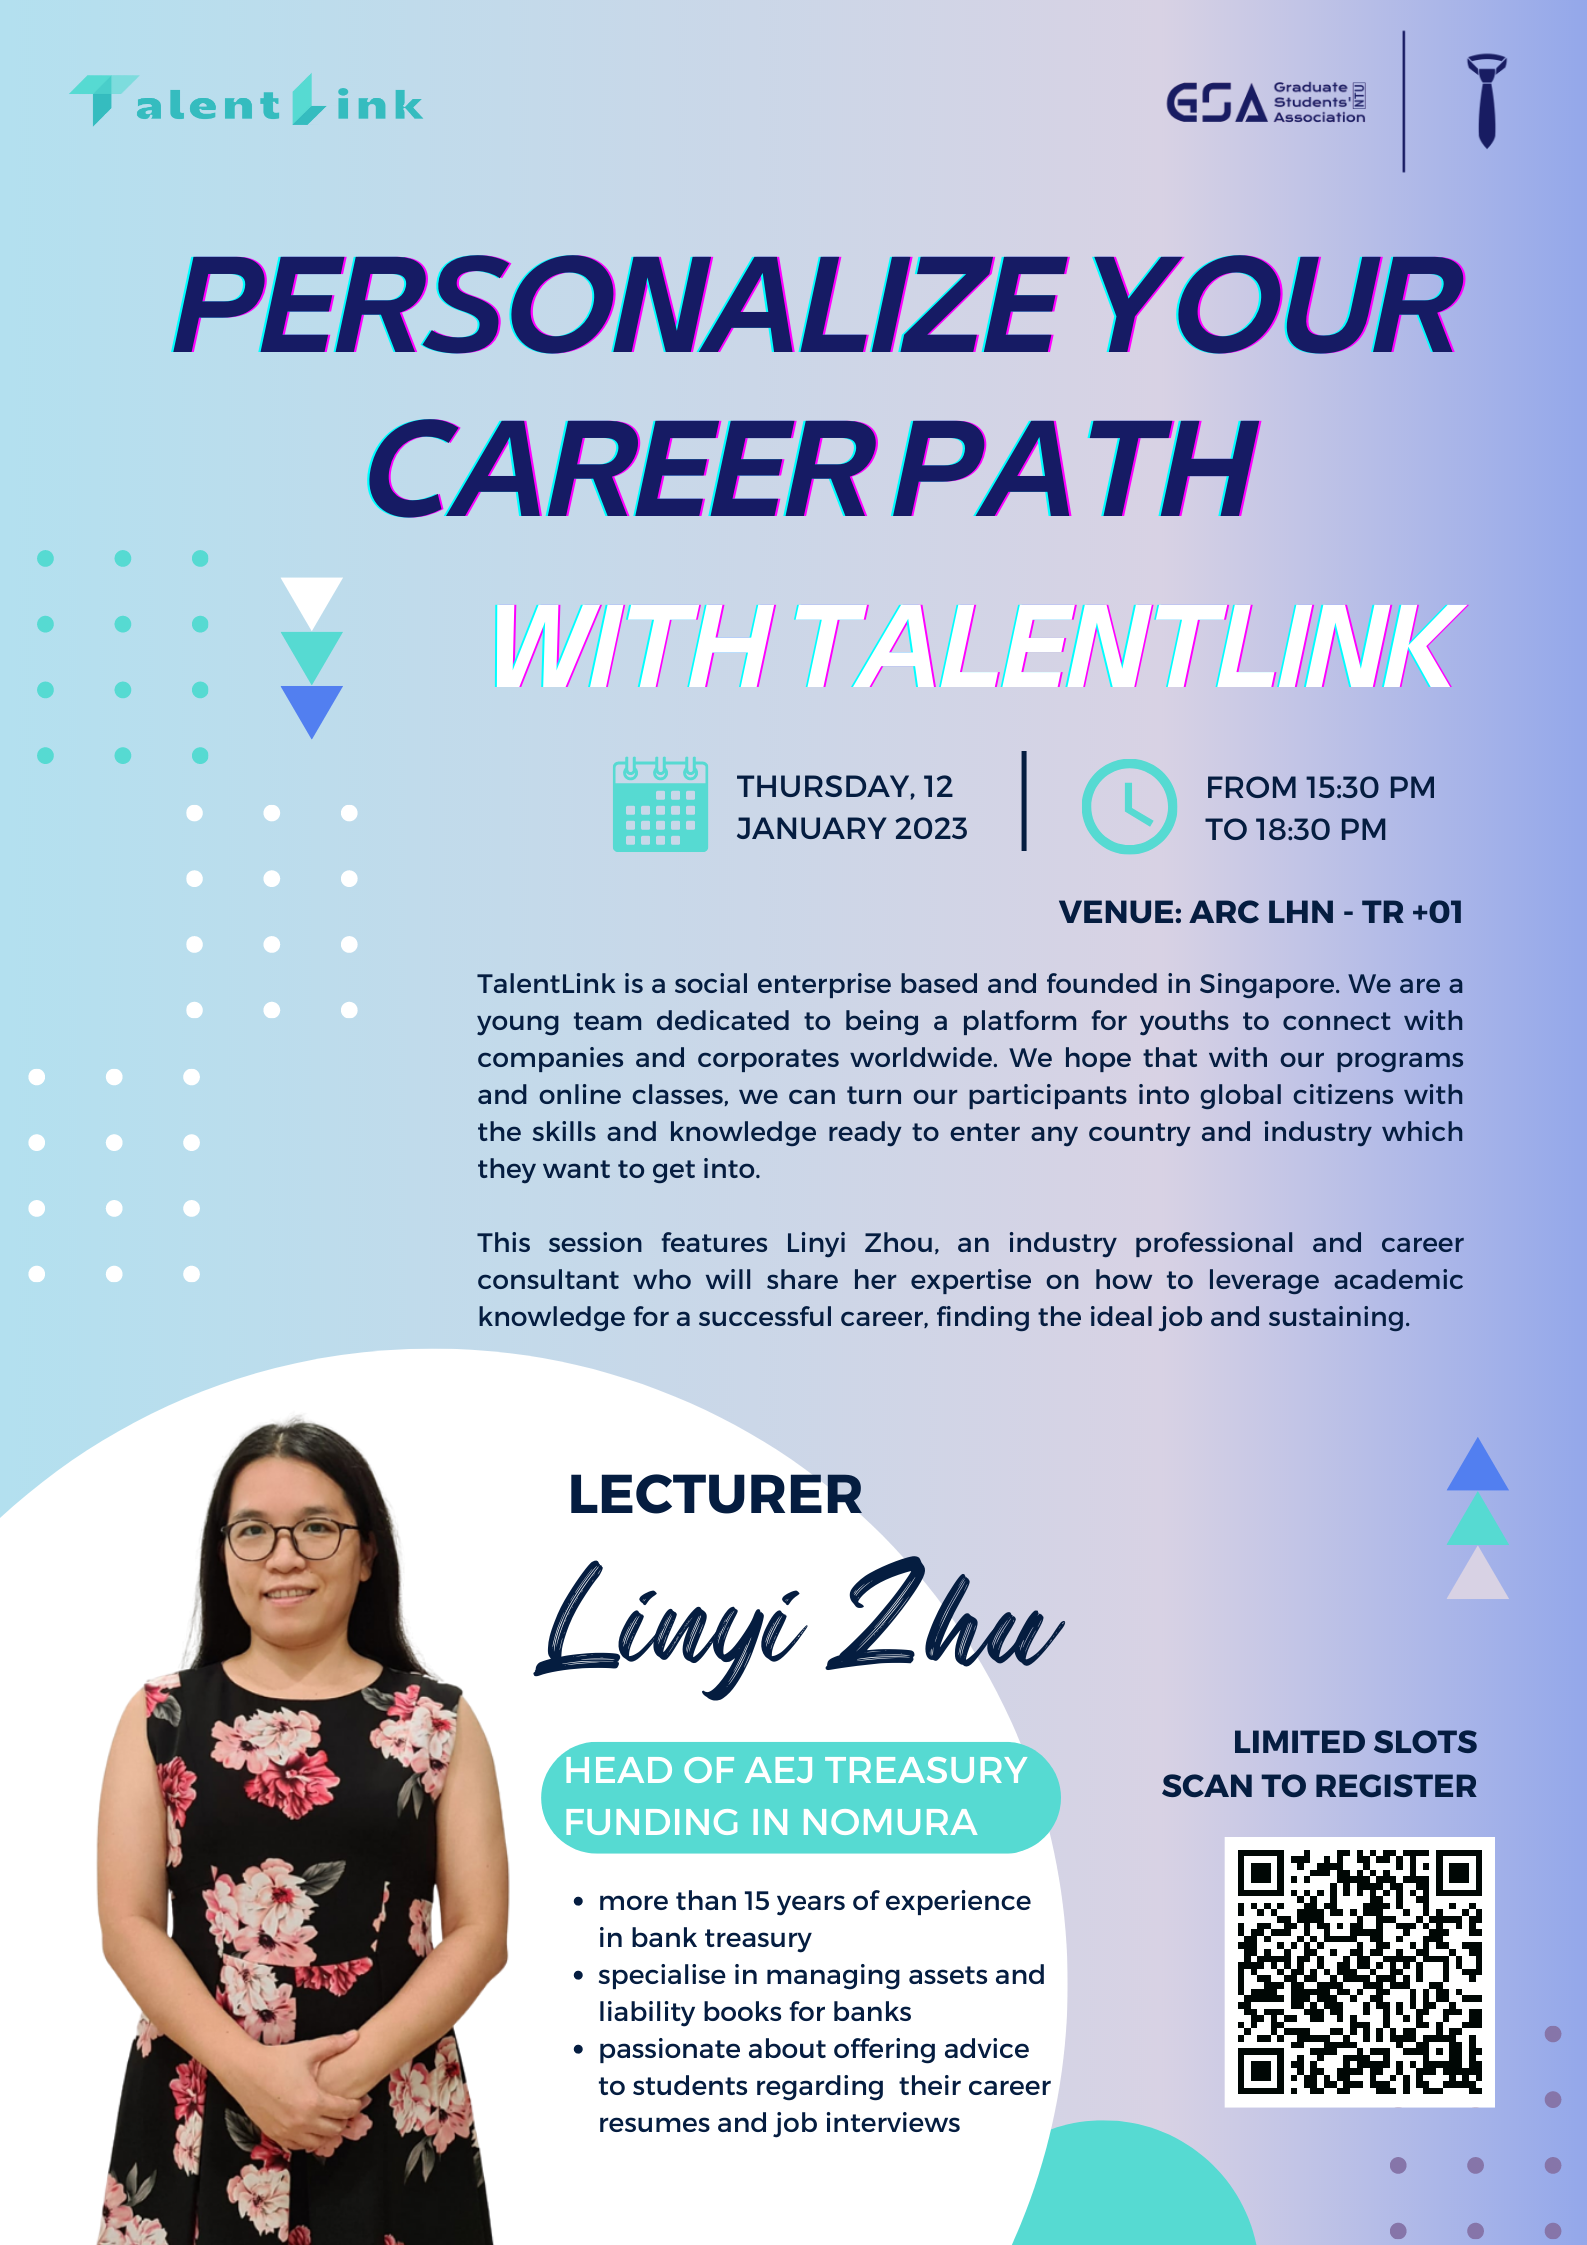 TalentLink
GSA Graduate Students' Association NTU
PERSONALIZE YOUR
CAREER PATH
WITH TALENTLINK
THURSDAY, 12
JANUARY 2023
FROM 15:30 PM
TO 18:30 PM
VENUE: ARC LHN - TR +01
TalentLink is a social enterprise based and founded in Singapore. We are a
young team dedicated to being a platform for youths to connect with
companies and corporates worldwide. We hope that with our programs
and online classes, we can turn our participants into global citizens with
the skills and knowledge ready to enter any country and industry which
they want to get into.
This session features Linyi Zhou, an industry professional and career
consultant who will share her expertise on how to leverage academic
knowledge for a successful career, finding the ideal job and sustaining.
LECTURER
Linyi Zhu
HEAD OF AEJ TREASURY
FUNDING IN NOMURA
• more than 15 years of experience
in bank treasury
• specialise in managing assets and
liability books for banks
• passionate about offering advice
to students regarding  their career
resumes and job interviews
LIMITED SLOTS
SCAN TO REGISTER